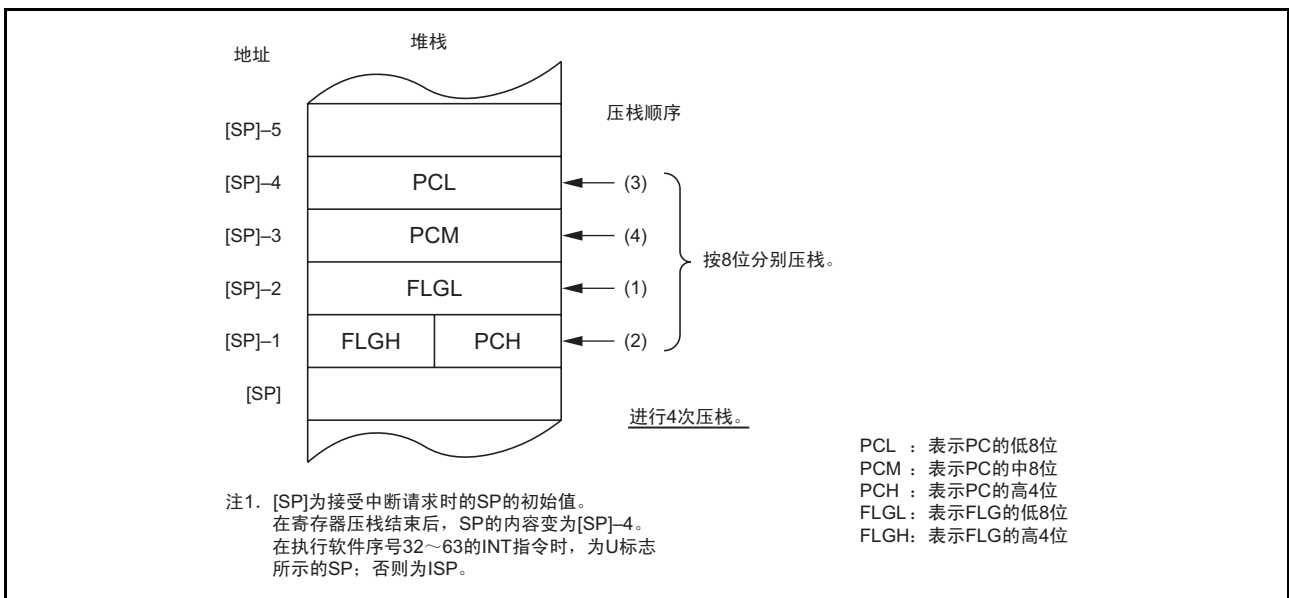 地址
堆栈
压栈顺序
[SP]–5
[SP]–4
PCL
(3)
[SP]–3
PCM
(4)
按8位分别压栈。
[SP]–2
FLGL
(1)
[SP]–1
FLGH
PCH
(2)
[SP]
进行4次压栈。
PCL ：表示PC的低8位
PCM ：表示PC的中8位
PCH ：表示PC的高4位
FLGL：表示FLG的低8位
FLGH：表示FLG的高4位
注1. [SP]为接受中断请求时的SP的初始值。
在寄存器压栈结束后，SP的内容变为[SP]–4。
在执行软件序号32～63的INT指令时，为U标志
所示的SP；否则为ISP。